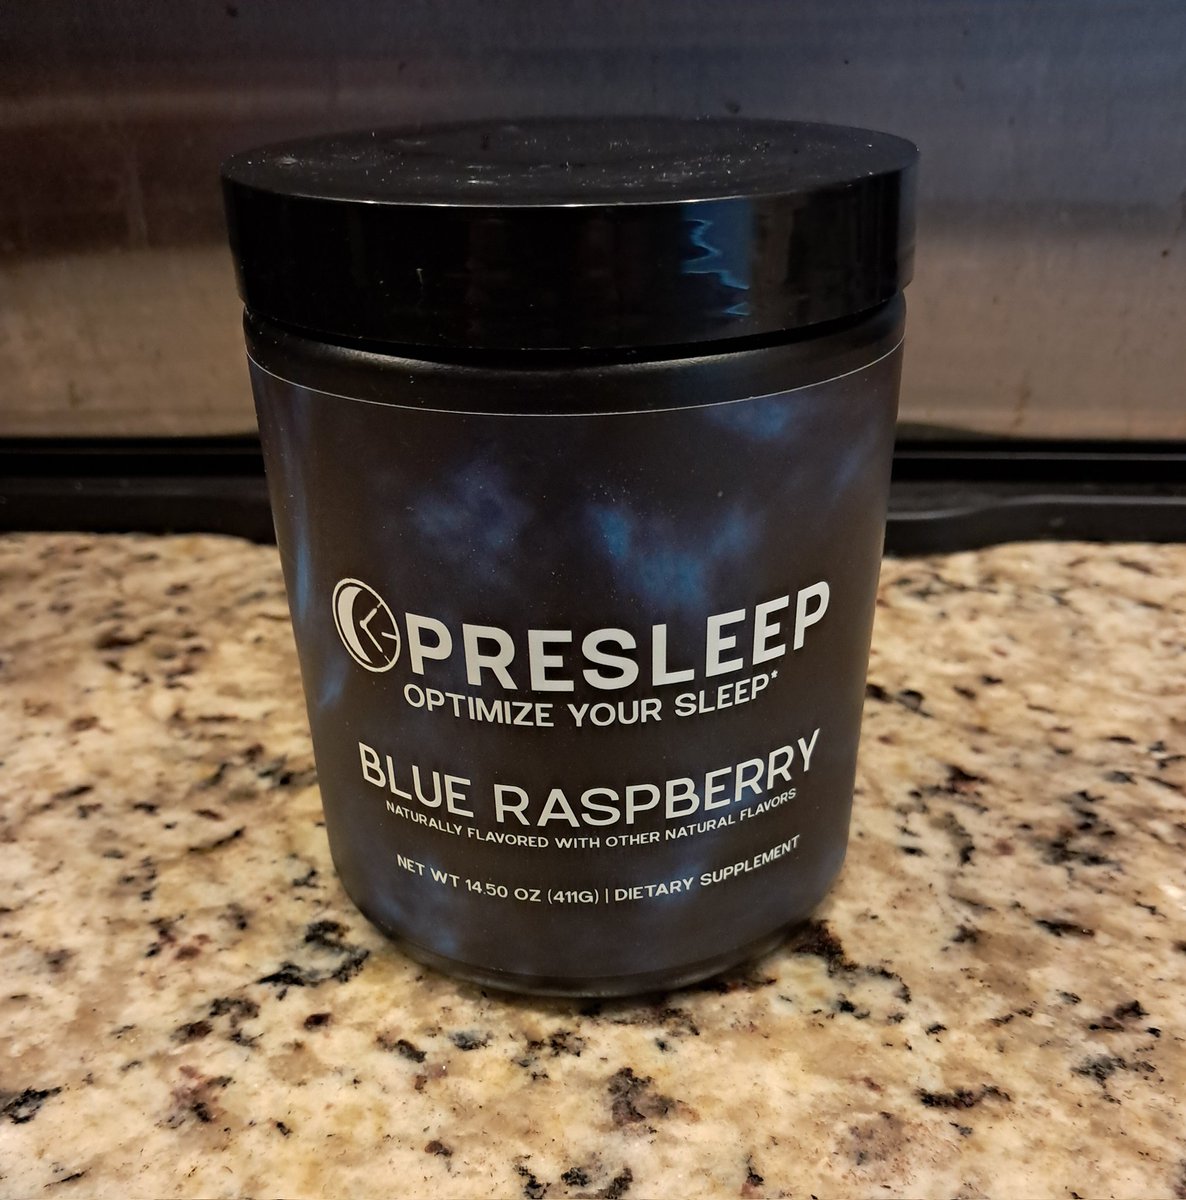 PRESLEEP
OPTIMIZE YOUR SLEEP*
BLUE RASPBERRY
NATURALLY FLAVORED WITH OTHER NATURAL FLAVORS
NET WT 14.50 OZ (411G) | DIETARY SUPPLEMENT